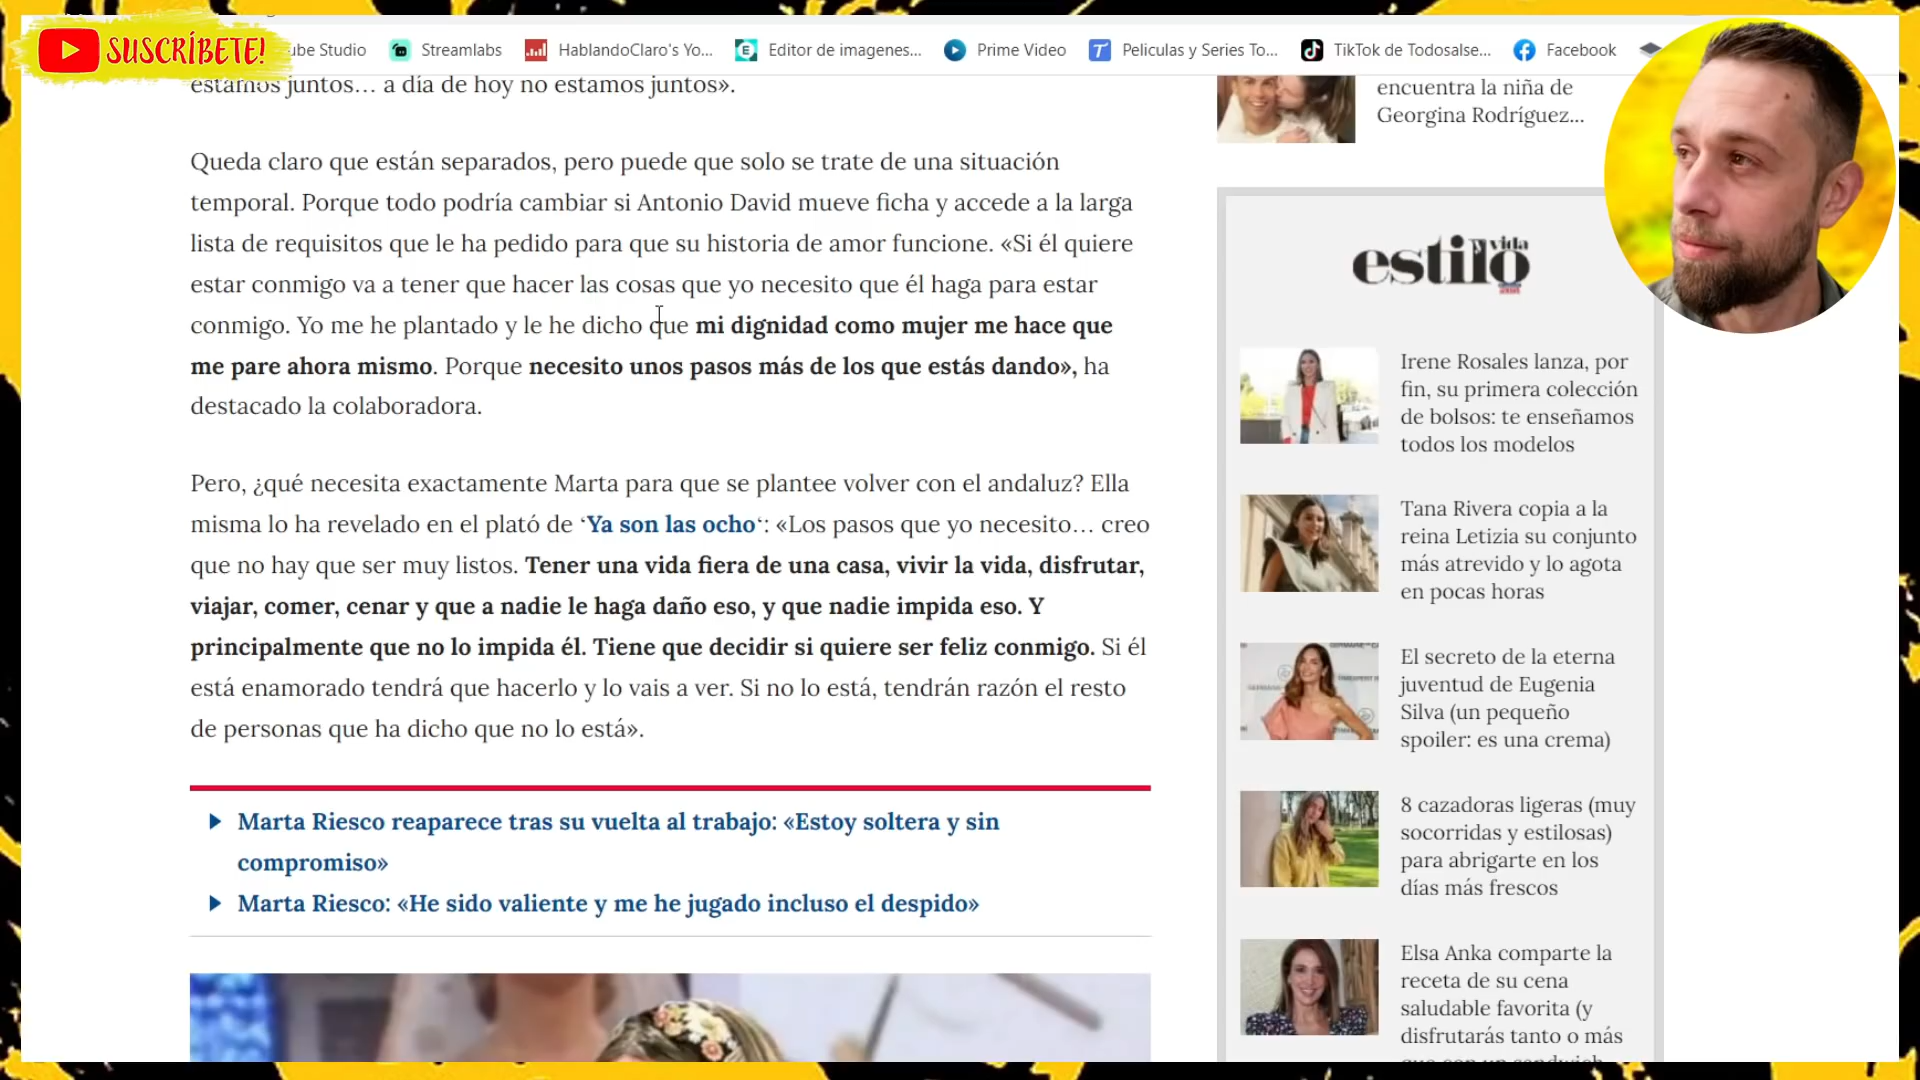 SUSCRÍBETE!
ube Studio
Streamlabs
HablandoClaro's Yo...
Editor de imagenes...
Prime Video
Peliculas y Series To...
TikTok de Todosalse...
Facebook
estamos juntos… a día de hoy no estamos juntos».
Queda claro que están separados, pero puede que solo se trate de una situación
temporal. Porque todo podría cambiar si Antonio David mueve ficha y accede a la larga
lista de requisitos que le ha pedido para que su historia de amor funcione. «Si él quiere
estar conmigo va a tener que hacer las cosas que yo necesito que él haga para estar
conmigo. Yo me he plantado y le he dicho que mi dignidad como mujer me hace que
me pare ahora mismo. Porque necesito unos pasos más de los que estás dando», ha
destacado la colaboradora.
Pero, ¿qué necesita exactamente Marta para que se plantee volver con el andaluz? Ella
misma lo ha revelado en el plató de ‘Ya son las ocho‘: «Los pasos que yo necesito… creo
que no hay que ser muy listos. Tener una vida fiera de una casa, vivir la vida, disfrutar,
viajar, comer, cenar y que a nadie le haga daño eso, y que nadie impida eso. Y
principalmente que no lo impida él. Tiene que decidir si quiere ser feliz conmigo. Si él
está enamorado tendrá que hacerlo y lo vais a ver. Si no lo está, tendrán razón el resto
de personas que ha dicho que no lo está».
Marta Riesco reaparece tras su vuelta al trabajo: «Estoy soltera y sin
compromiso»
Marta Riesco: «He sido valiente y me he jugado incluso el despido»
encuentra la niña de
Georgina Rodríguez...
estilo vida
Irene Rosales lanza, por
fin, su primera colección
de bolsos: te enseñamos
todos los modelos
Tana Rivera copia a la
reina Letizia su conjunto
más atrevido y lo agota
en pocas horas
El secreto de la eterna
juventud de Eugenia
Silva (un pequeño
spoiler: es una crema)
8 cazadoras ligeras (muy
socorridas y estilosas)
para abrigarte en los
días más frescos
Elsa Anka comparte la
receta de su cena
saludable favorita (y
disfrutarás tanto o más